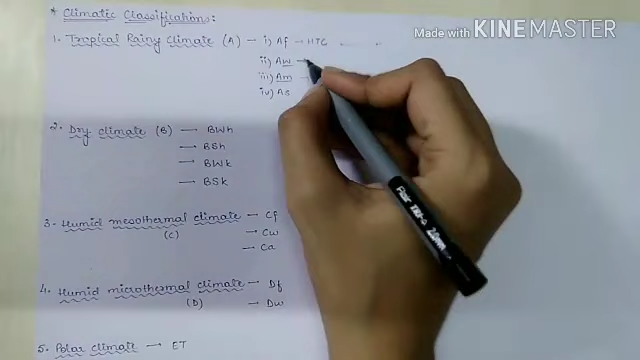 Made with KINEMASTER
* Climatic Classifications:
1. Tropical Rainy Climate (A) – i) Af → HTG
ii) Aw →
iii) Am →
iv) As
2. Dry climate (B) → BWh
→ BSh
→ BWk
→ BSk
3. Humid mesothermal climate → Cf
(C) → Cw
→ Ca
4. Humid microthermal climate → Df
(D) → Dw
5. Polar climate → ET